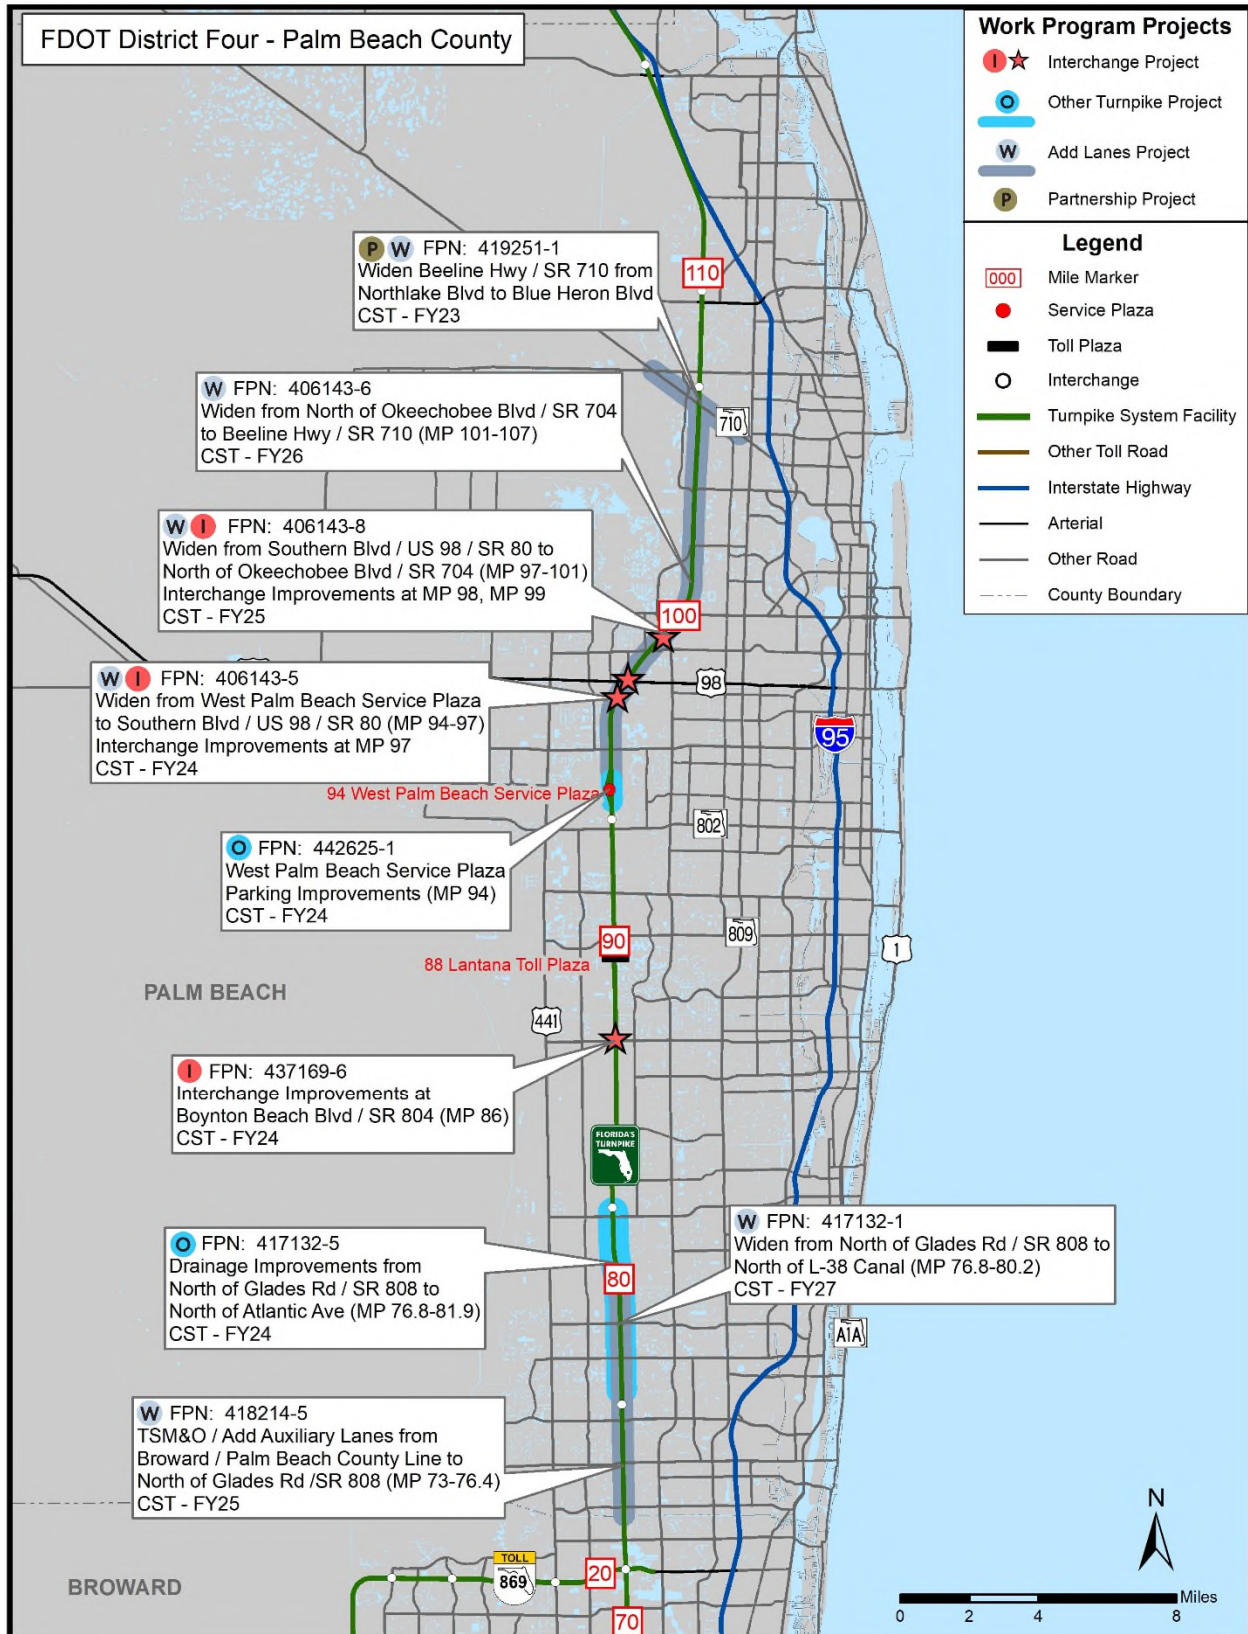 FDOT District Four - Palm Beach County
Work Program Projects
I Interchange Project
O Other Turnpike Project
W Add Lanes Project
P Partnership Project
Legend
000 Mile Marker
Service Plaza
Toll Plaza
Interchange
Turnpike System Facility
Other Toll Road
Interstate Highway
Arterial
Other Road
County Boundary
110
P W FPN: 419251-1
Widen Beeline Hwy / SR 710 from
Northlake Blvd to Blue Heron Blvd
CST - FY23
710
W FPN: 406143-6
Widen from North of Okeechobee Blvd / SR 704
to Beeline Hwy / SR 710 (MP 101-107)
CST - FY26
W I FPN: 406143-8
Widen from Southern Blvd / US 98 / SR 80 to
North of Okeechobee Blvd / SR 704 (MP 97-101)
Interchange Improvements at MP 98, MP 99
CST - FY25
100
98
W I FPN: 406143-5
Widen from West Palm Beach Service Plaza
to Southern Blvd / US 98 / SR 80 (MP 94-97)
Interchange Improvements at MP 97
CST - FY24
95
94 West Palm Beach Service Plaza
802
O FPN: 442625-1
West Palm Beach Service Plaza
Parking Improvements (MP 94)
CST - FY24
809
90
1
88 Lantana Toll Plaza
PALM BEACH
441
I FPN: 437169-6
Interchange Improvements at
Boynton Beach Blvd / SR 804 (MP 86)
CST - FY24
FLORIDA'S
TURNPIKE
W FPN: 417132-1
Widen from North of Glades Rd / SR 808 to
North of L-38 Canal (MP 76.8-80.2)
CST - FY27
O FPN: 417132-5
Drainage Improvements from
North of Glades Rd / SR 808 to
North of Atlantic Ave (MP 76.8-81.9)
CST - FY24
80
A1A
W FPN: 418214-5
TSM&O / Add Auxiliary Lanes from
Broward / Palm Beach County Line to
North of Glades Rd /SR 808 (MP 73-76.4)
CST - FY25
N
TOLL
869
20
BROWARD
70
Miles
0 2 4 8